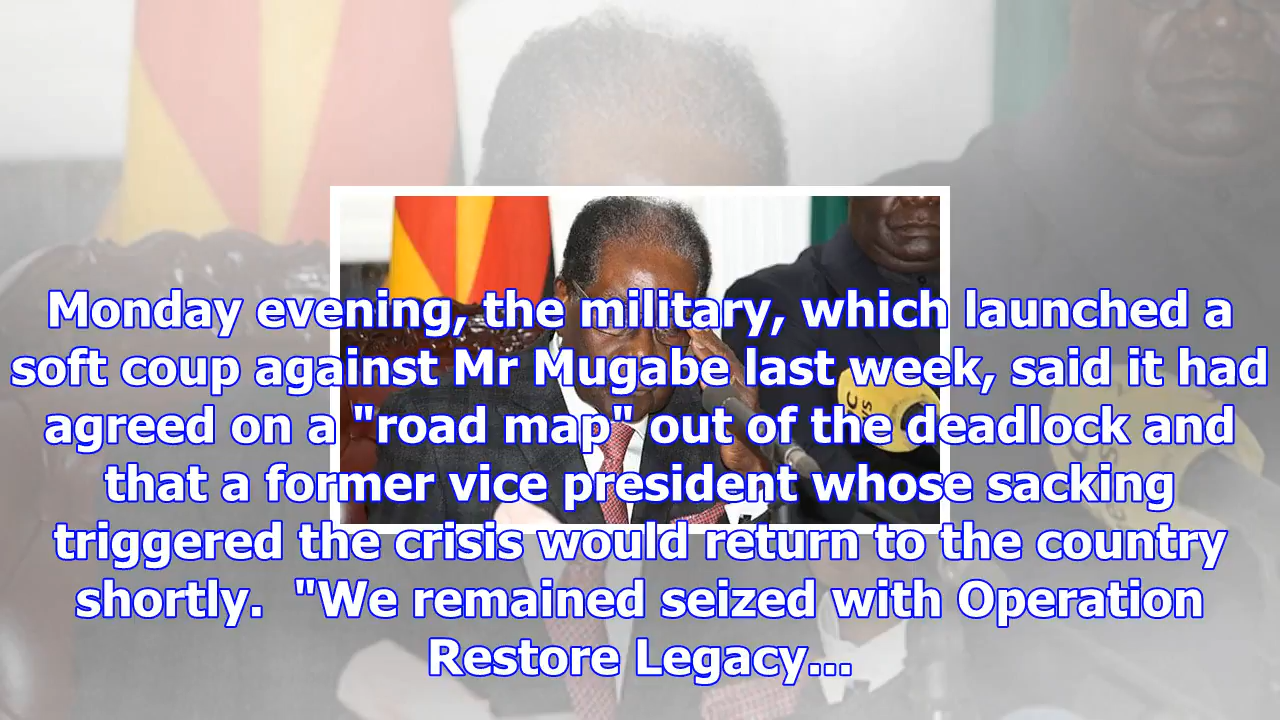 Monday evening, the military, which launched a
soft coup against Mr Mugabe last week, said it had
agreed on a "road map" out of the deadlock and
that a former vice president whose sacking
triggered the crisis would return to the country
shortly.  "We remained seized with Operation
Restore Legacy...